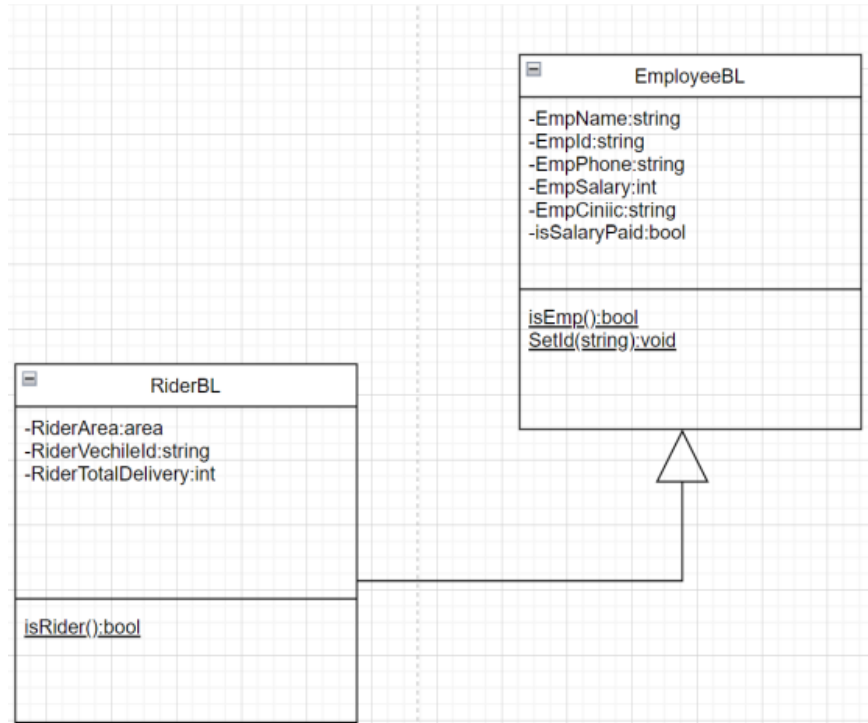 EmployeeBL
-EmpName:string
-EmpId:string
-EmpPhone:string
-EmpSalary:int
-EmpCiniic:string
-isSalaryPaid:bool
isEmp():bool
SetId(string):void
RiderBL
-RiderArea:area
-RiderVechileId:string
-RiderTotalDelivery:int
isRider():bool